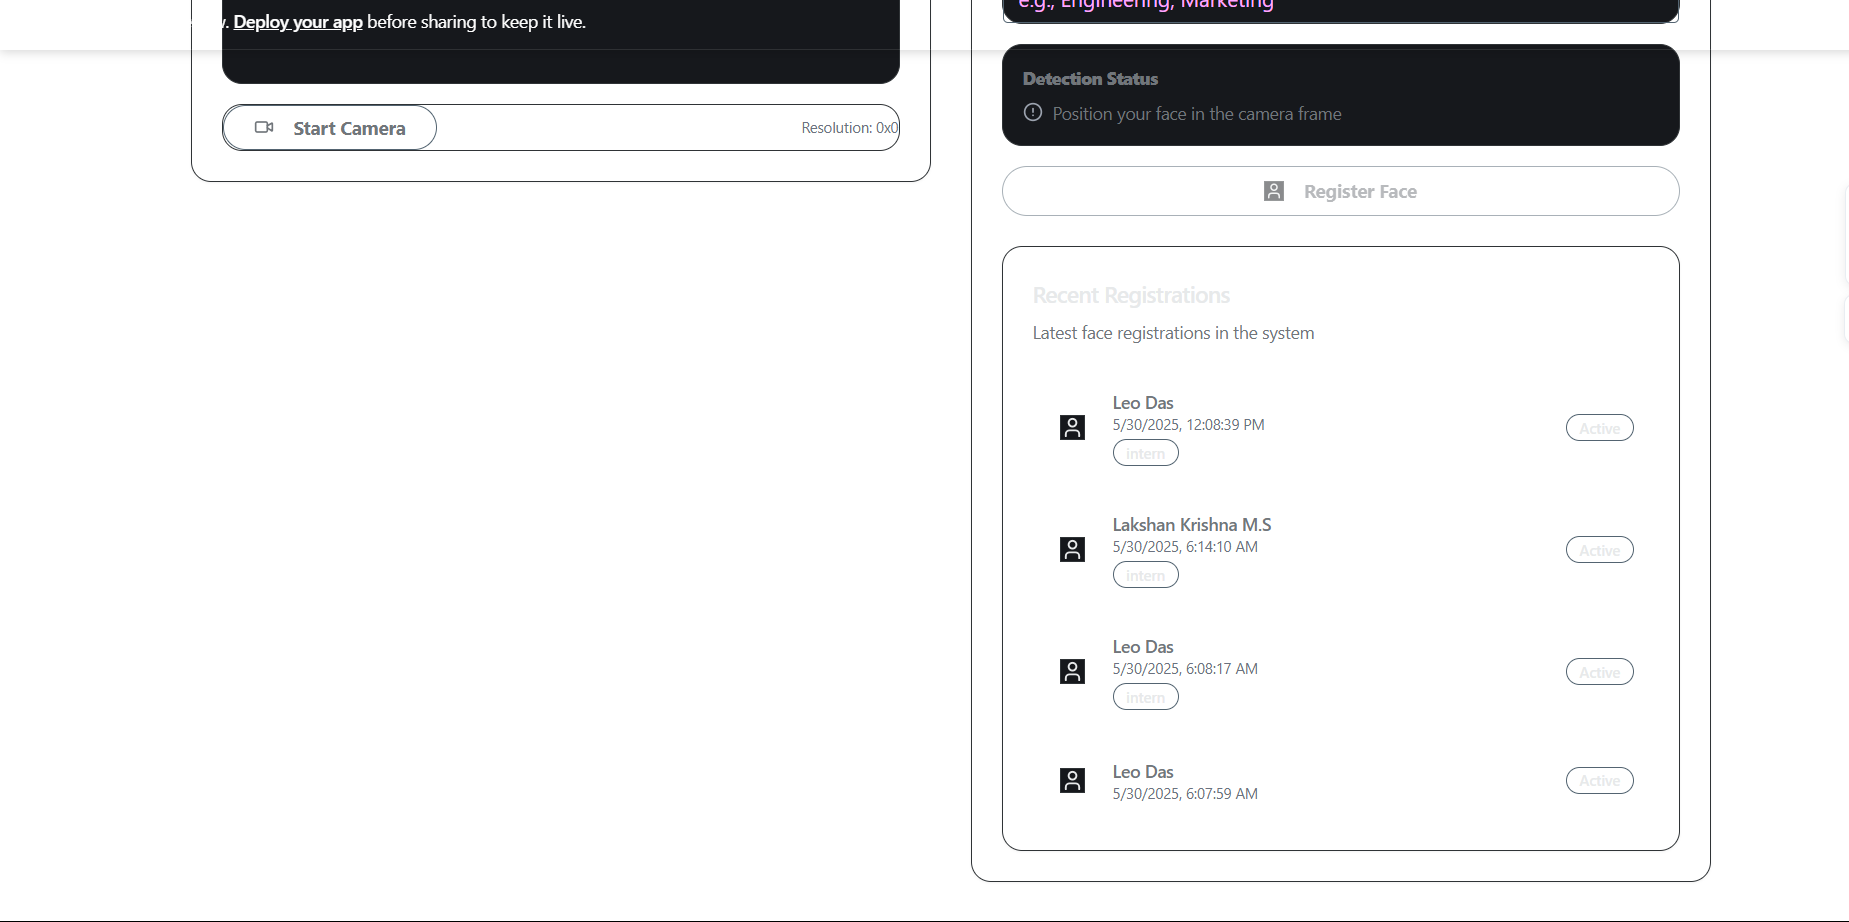 . Deploy your app before sharing to keep it live.
Start Camera
Resolution: 0x0
e.g., Engineering, Marketing
Detection Status
Position your face in the camera frame
Register Face
Recent Registrations
Latest face registrations in the system
Leo Das
5/30/2025, 12:08:39 PM
intern
Active
Lakshan Krishna M.S
5/30/2025, 6:14:10 AM
intern
Active
Leo Das
5/30/2025, 6:08:17 AM
intern
Active
Leo Das
5/30/2025, 6:07:59 AM
Active